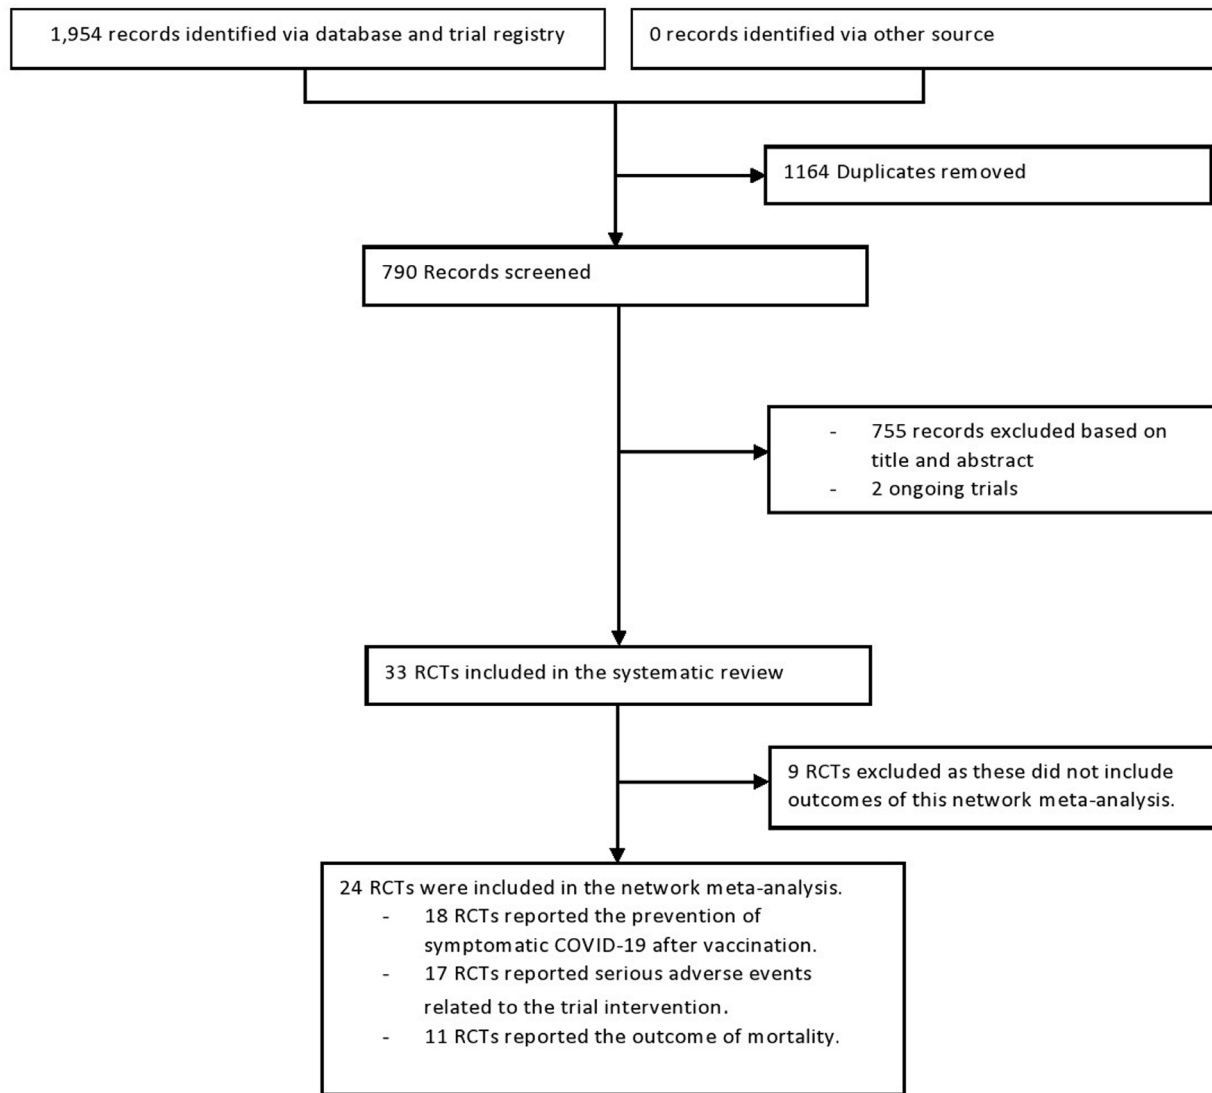 1,954 records identified via database and trial registry
0 records identified via other source
1164 Duplicates removed
790 Records screened
- 755 records excluded based on
title and abstract
- 2 ongoing trials
33 RCTs included in the systematic review
9 RCTs excluded as these did not include
outcomes of this network meta-analysis.
24 RCTs were included in the network meta-analysis.
- 18 RCTs reported the prevention of
symptomatic COVID-19 after vaccination.
- 17 RCTs reported serious adverse events
related to the trial intervention.
- 11 RCTs reported the outcome of mortality.